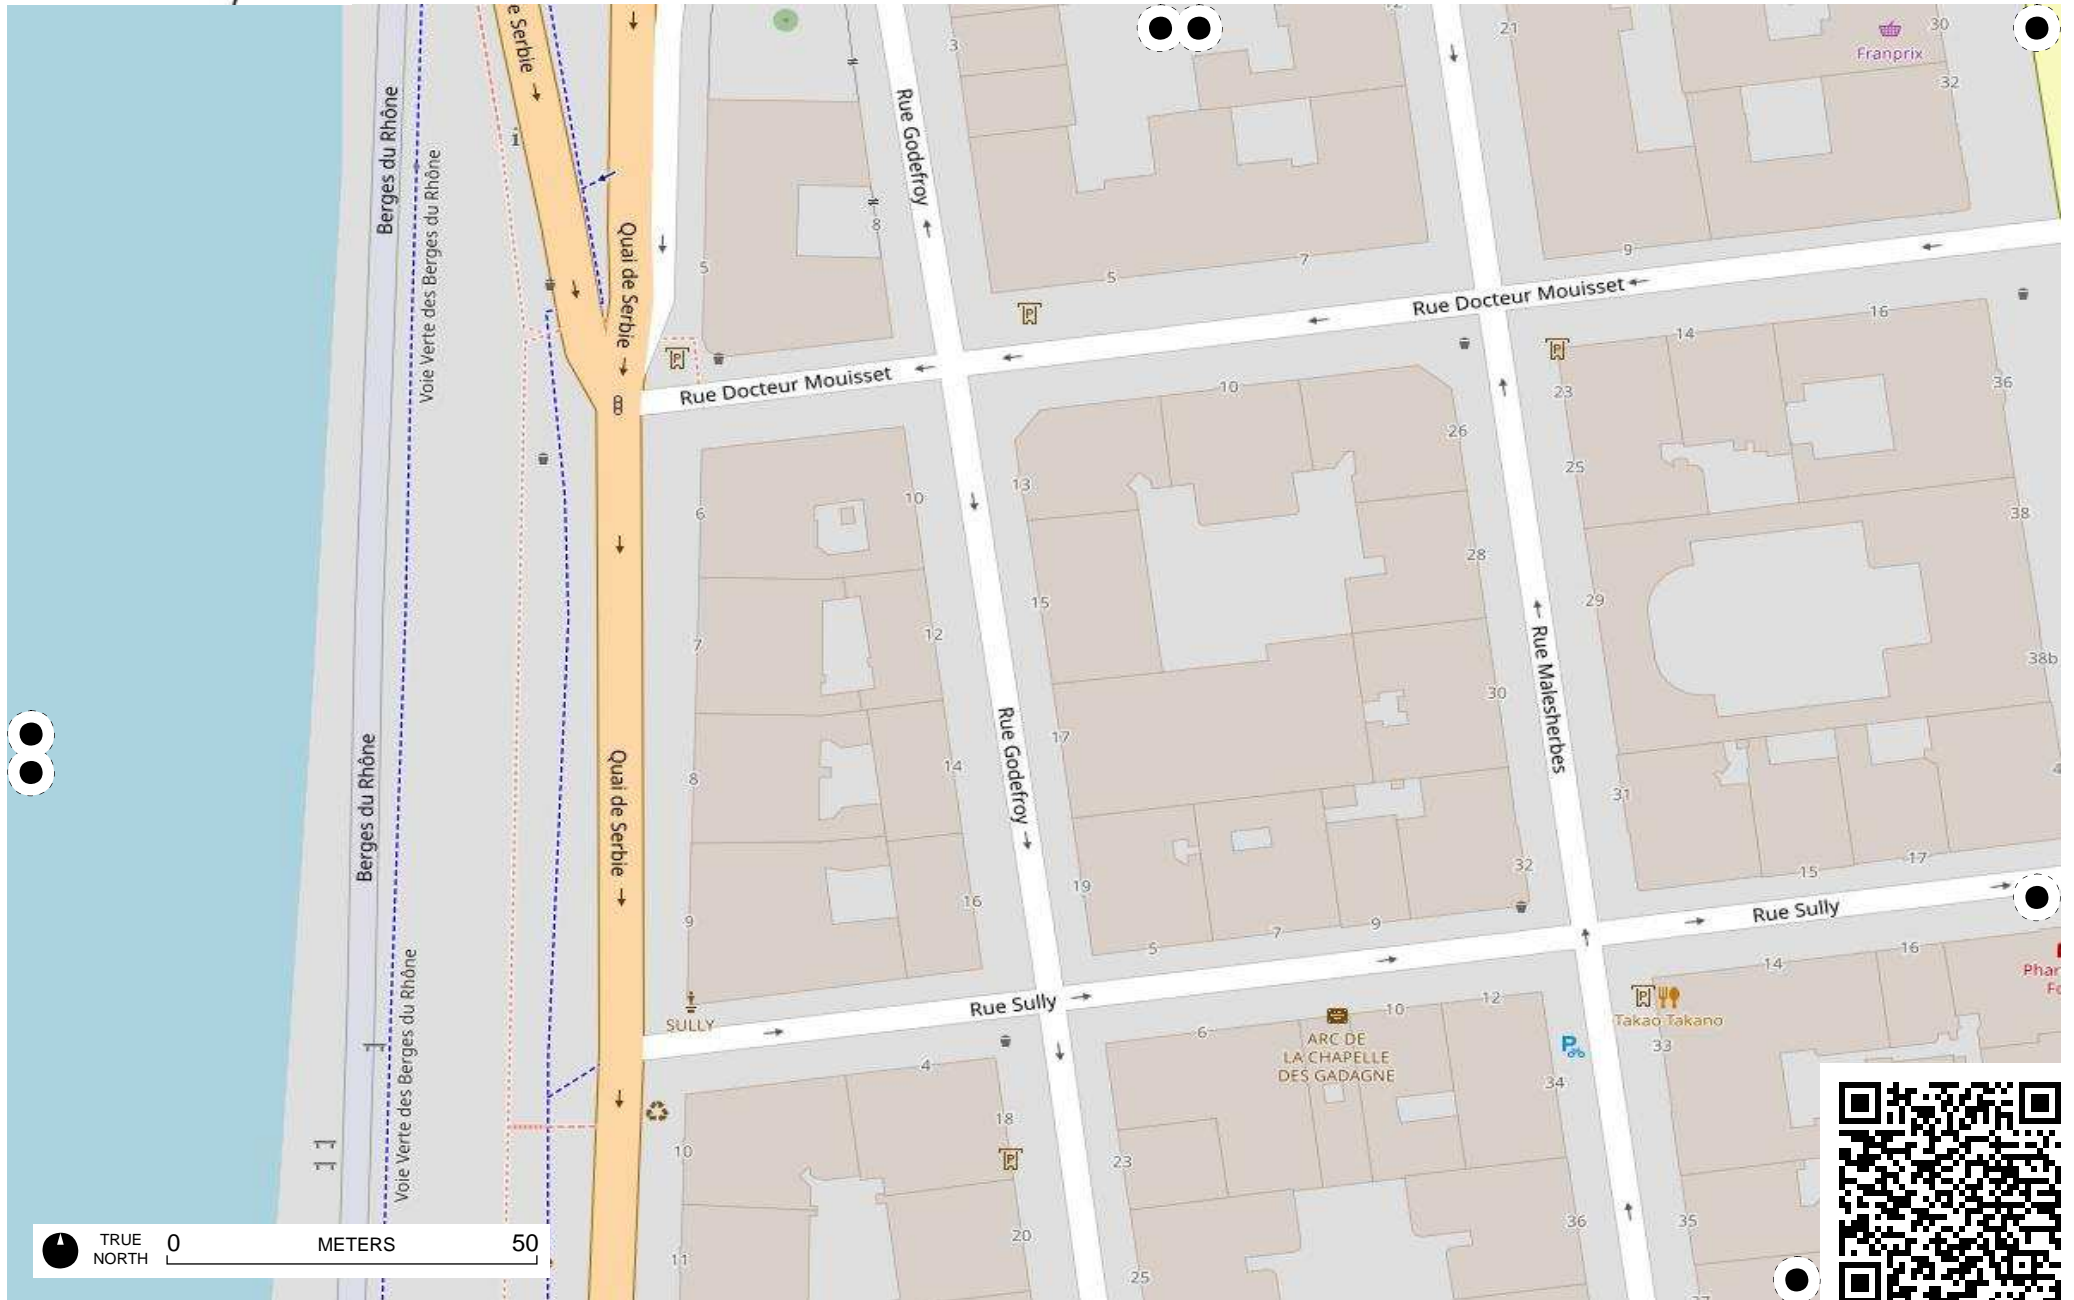 e Serbie
3
21
Franprix
30
32
Berges du Rhône
Rue Godefroy
Voie Verte des Berges du Rhône
8
Quai de Serbie
5
5
7
9
Rue Docteur Mouisset
P
P
P
14
16
Rue Docteur Mouisset
10
23
36
26
25
6
10
13
38
28
7
12
15
29
30
Rue Malesherbes
38b
Rue Godefroy
17
8
14
31
Berges du Rhône
Quai de Serbie
19
32
15
17
9
16
5
7
9
Rue Sully
14
16
Phar
Rue Sully
10
12
P
Takao Takano
SULLY
6
ARC DE
LA CHAPELLE
DES GADAGNE
P
33
Voie Verte des Berges du Rhône
4
34
18
10
P
23
36
35
20
11
25
TRUE
NORTH
0
METERS
50